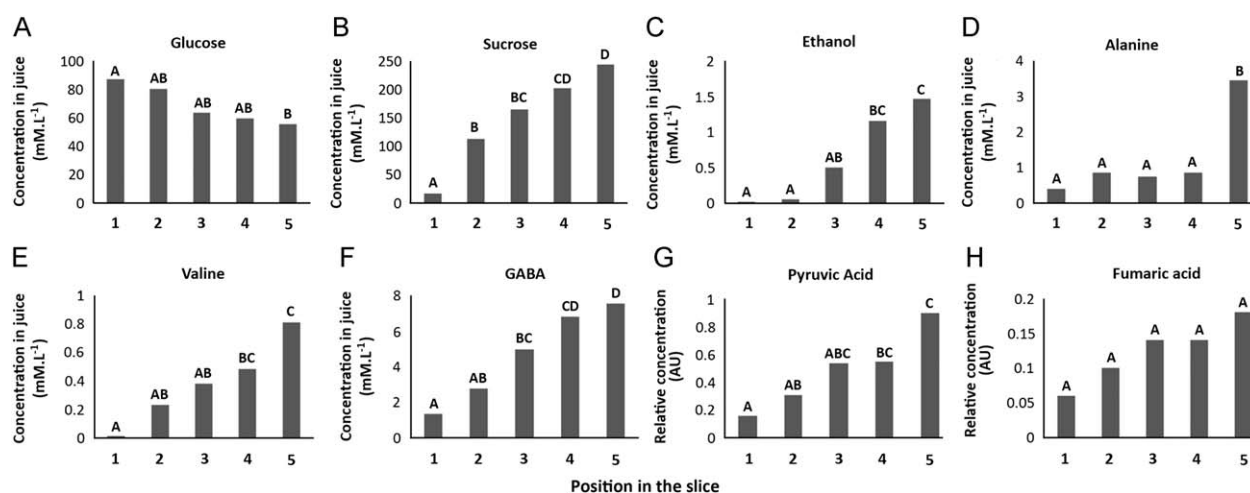 A
Glucose
Concentration in juice
(mM.L⁻¹)
100
80
60
40
20
0
A
AB
AB
AB
B
1 2 3 4 5
B
Sucrose
Concentration in juice
(mM.L⁻¹)
250
200
150
100
50
0
A
B
BC
CD
D
1 2 3 4 5
C
Ethanol
Concentration in juice
(mM.L⁻¹)
2
1.5
1
0.5
0
A
A
AB
BC
C
1 2 3 4 5
D
Alanine
Concentration in juice
(mM.L⁻¹)
4
3
2
1
0
A
A
A
A
B
1 2 3 4 5
E
Valine
Concentration in juice
(mM.L⁻¹)
1
0.8
0.6
0.4
0.2
0
A
AB
AB
BC
C
1 2 3 4 5
F
GABA
Concentration in juice
(mM.L⁻¹)
8
6
4
2
0
A
AB
BC
CD
D
1 2 3 4 5
G
Pyruvic Acid
Relative concentration
(AU)
1
0.8
0.6
0.4
0.2
0
A
AB
ABC
BC
C
1 2 3 4 5
H
Fumaric acid
Relative concentration
(AU)
0.2
0.15
0.1
0.05
0
A
A
A
A
A
1 2 3 4 5
Position in the slice